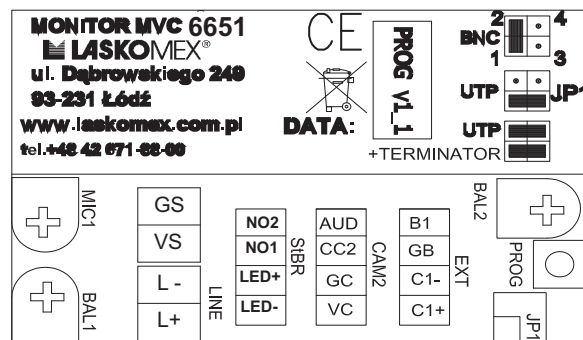 MONITOR MVC 6651
LASKOMEX®
ul. Dąbrowskiego 249
93-231 Łódź
www.laskomex.com.pl
tel.+48 42 671-88-00
CE
DATA:
PROG v1_1
2 4
BNC
1 3
UTP JP1
UTP
+TERMINATOR
MIC1
BAL1
GS
VS
L -
L+
LINE
NO2
NO1
LED+
LED-
StBR
AUD
CC2
GC
VC
CAM2
B1
GB
C1-
C1+
EXT
BAL2
PROG
JP1